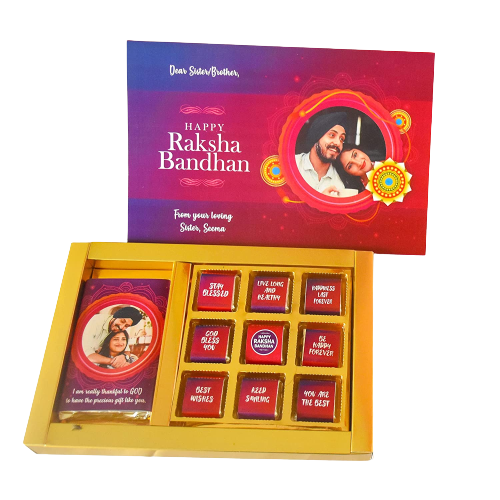 Dear Sister/Brother,
HAPPY
Raksha
Bandhan
From your loving
Sister, Seema
STAY
BLESSED
LIVE LONG
AND
HEALTHY
HAPPINESS
LAST
FOREVER
GOD
BLESS
YOU
HAPPY
RAKSHA
BANDHAN
BE
HAPPY
FOREVER
BEST
WISHES
KEEP
SMILING
YOU ARE
THE BEST
I am really thankful to GOD
to have the precious gift like you.